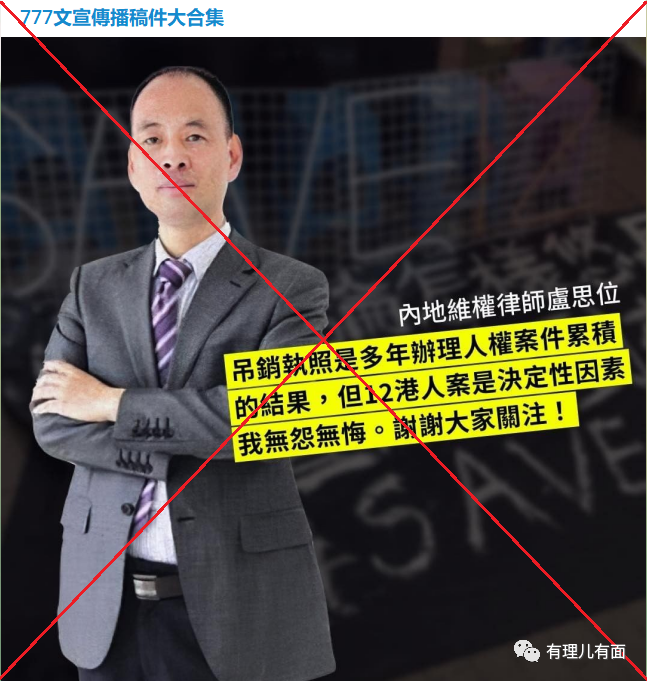 777文宣傳播稿件大合集
內地維權律師盧思位
吊銷執照是多年辦理人權案件累積
的結果，但12港人案是決定性因素
我無怨無悔。謝謝大家關注！
SAVE 12
#SAVE
有理儿有面